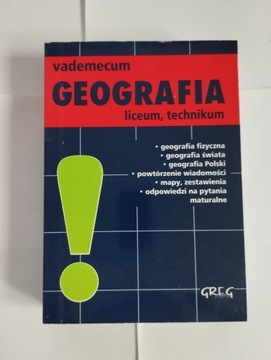 vademecum
GEOGRAFIA
liceum, technikum
• geografia fizyczna
• geografia świata
• geografia Polski
• powtórzenie wiadomości
• mapy, zestawienia
• odpowiedzi na pytania
maturalne
GREG